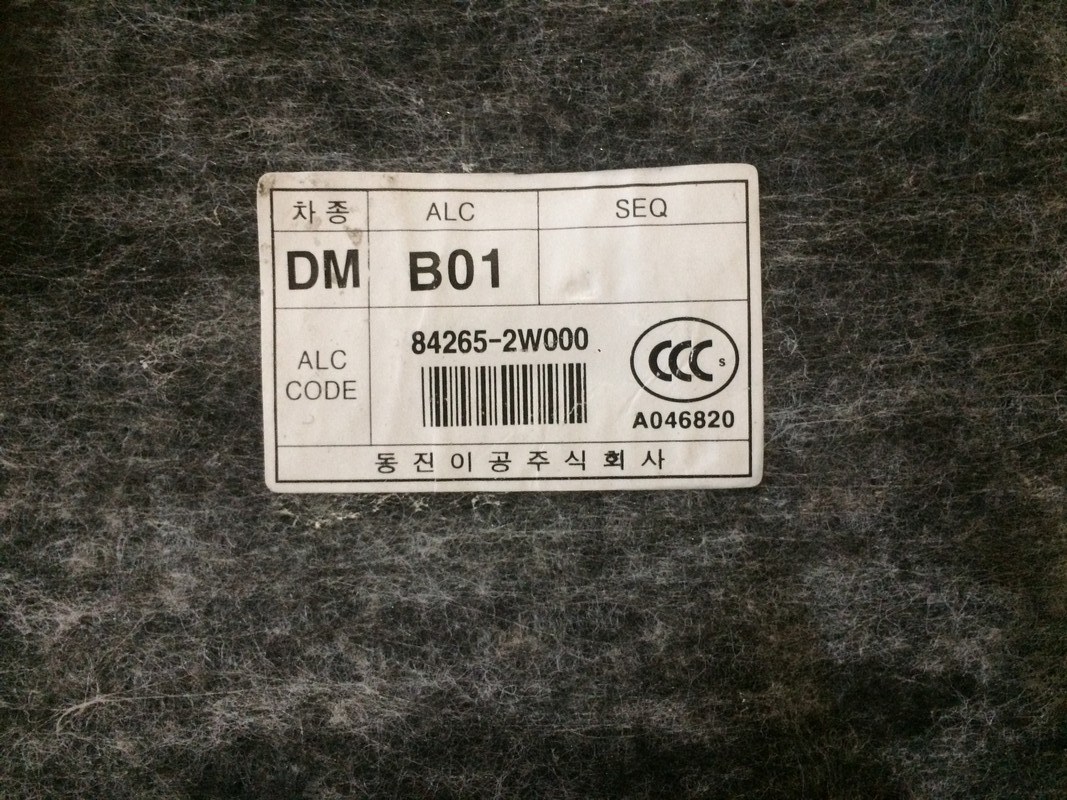 차종 ALC SEQ
DM B01
84265-2W000
ALC
CODE
CCC S
A046820
동진이공주식회사